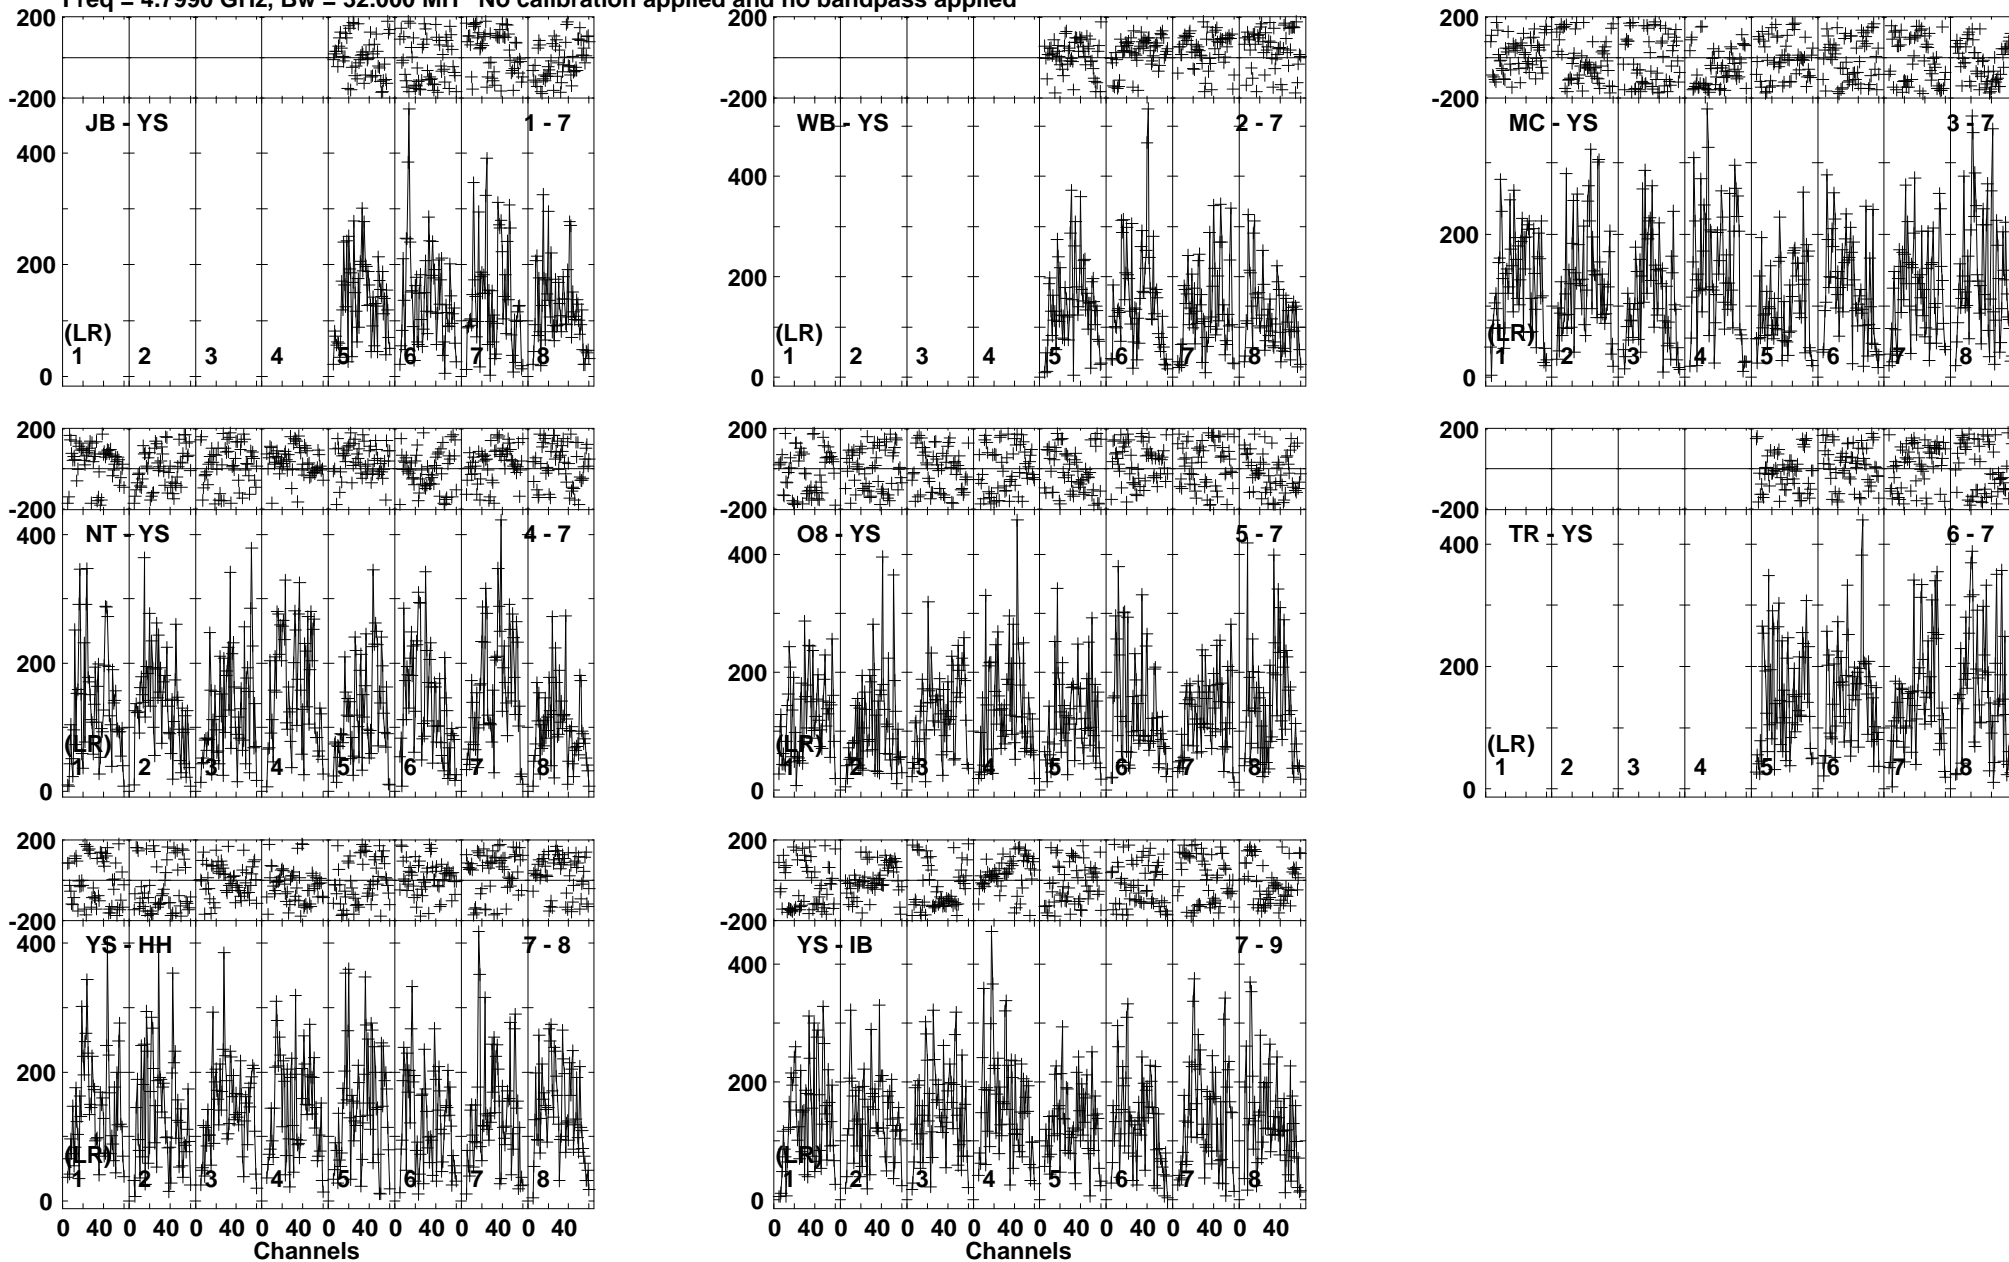 Freq = 4.7990 GHz, Bw = 32.000 MH No calibration applied and no bandpass applied
200
-200
JB - YS 1 - 7
400
200
0
(LR)
1 2 3 4 5 6 7 8
200
-200
WB - YS 2 - 7
400
200
0
(LR)
1 2 3 4 5 6 7 8
200
-200
MC - YS 3 - 7
200
0
(LR)
1 2 3 4 5 6 7 8
200
-200
NT - YS 4 - 7
400
200
0
(LR)
1 2 3 4 5 6 7 8
200
-200
O8 - YS 5 - 7
400
200
0
(LR)
1 2 3 4 5 6 7 8
200
-200
TR - YS 6 - 7
400
200
0
(LR)
1 2 3 4 5 6 7 8
200
-200
YS - HH 7 - 8
400
200
0
(LR)
1 2 3 4 5 6 7 8
0 40 0 40 0 40 0 40 0 40 0 40 0 40 0 40
Channels
200
-200
YS - IB 7 - 9
400
200
0
(LR)
1 2 3 4 5 6 7 8
0 40 0 40 0 40 0 40 0 40 0 40 0 40 0 40
Channels